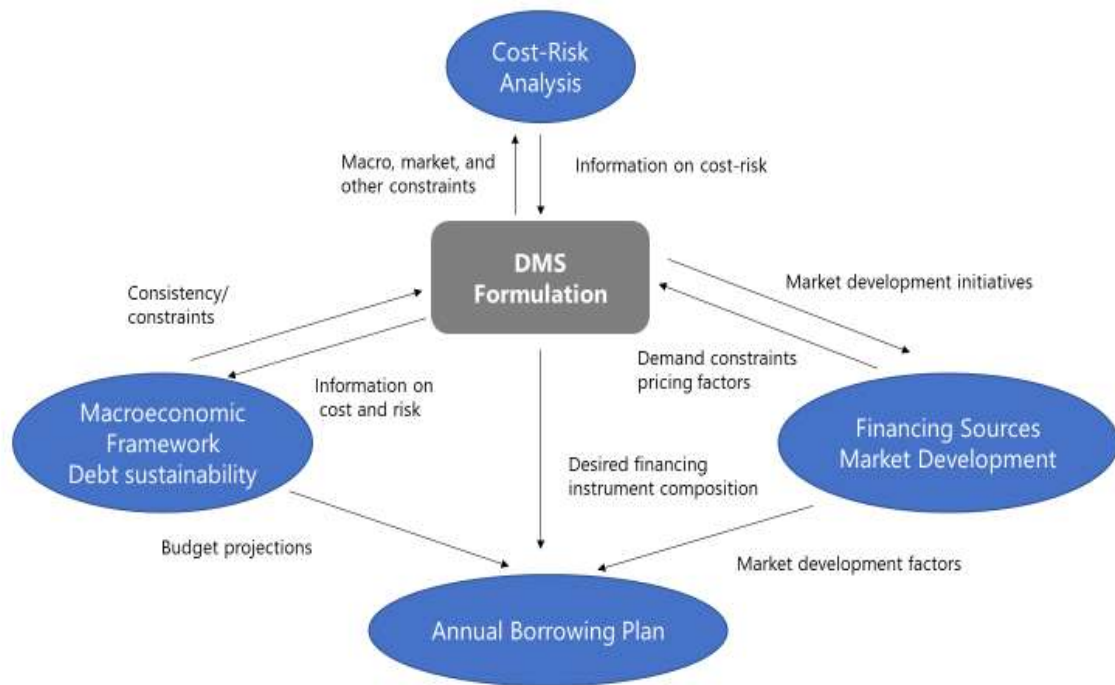 Cost-Risk
Analysis
Macro, market, and
other constraints
Information on cost-risk
DMS
Formulation
Consistency/
constraints
Market development initiatives
Information on
cost and risk
Demand constraints
pricing factors
Macroeconomic
Framework
Debt sustainability
Financing Sources
Market Development
Desired financing
instrument composition
Budget projections
Market development factors
Annual Borrowing Plan